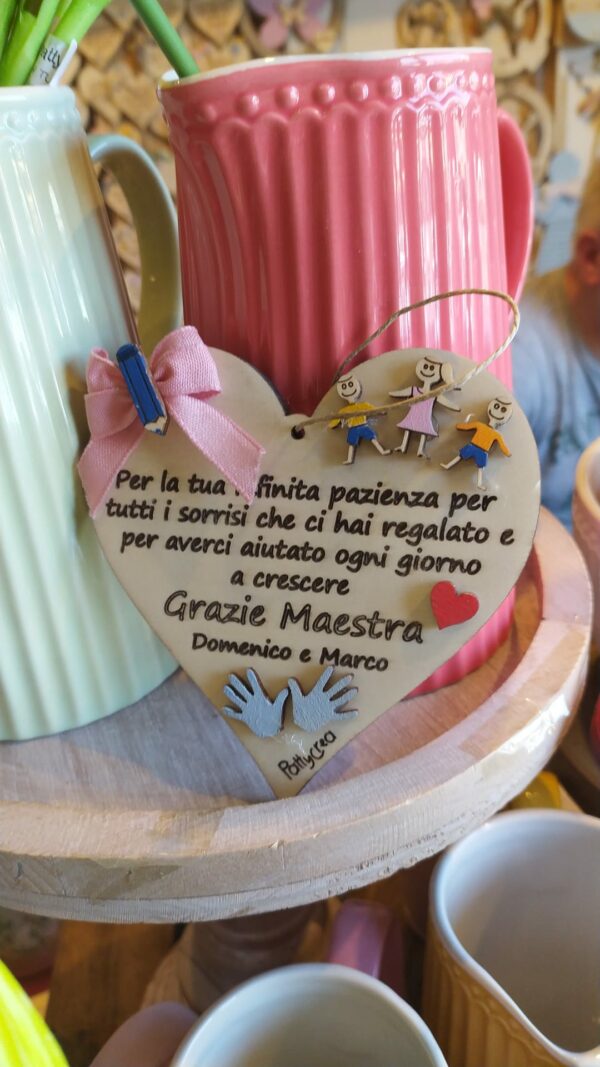 Per la tua infinita pazienza per
tutti i sorrisi che ci hai regalato e
per averci aiutato ogni giorno
a crescere
Grazie Maestra
Domenico e Marco
PattyCrea